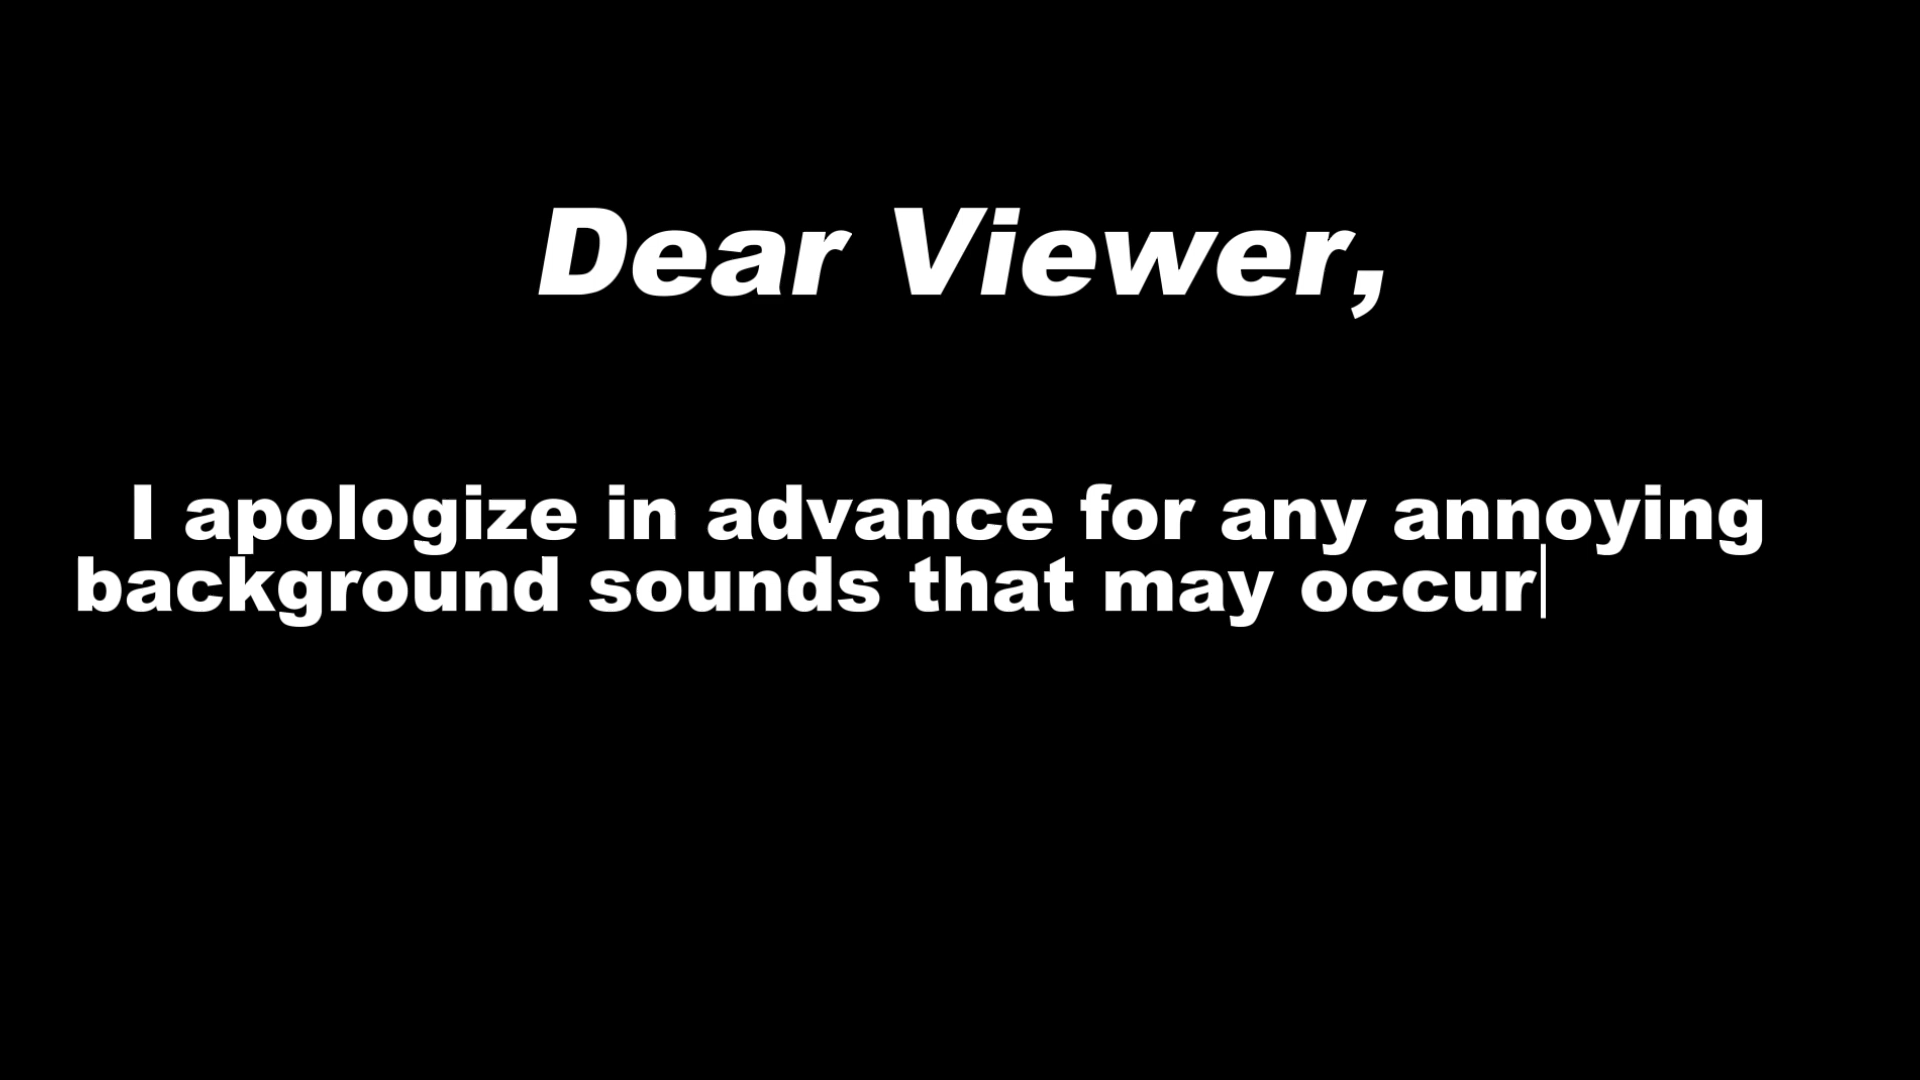 Dear Viewer,
I apologize in advance for any annoying
background sounds that may occur